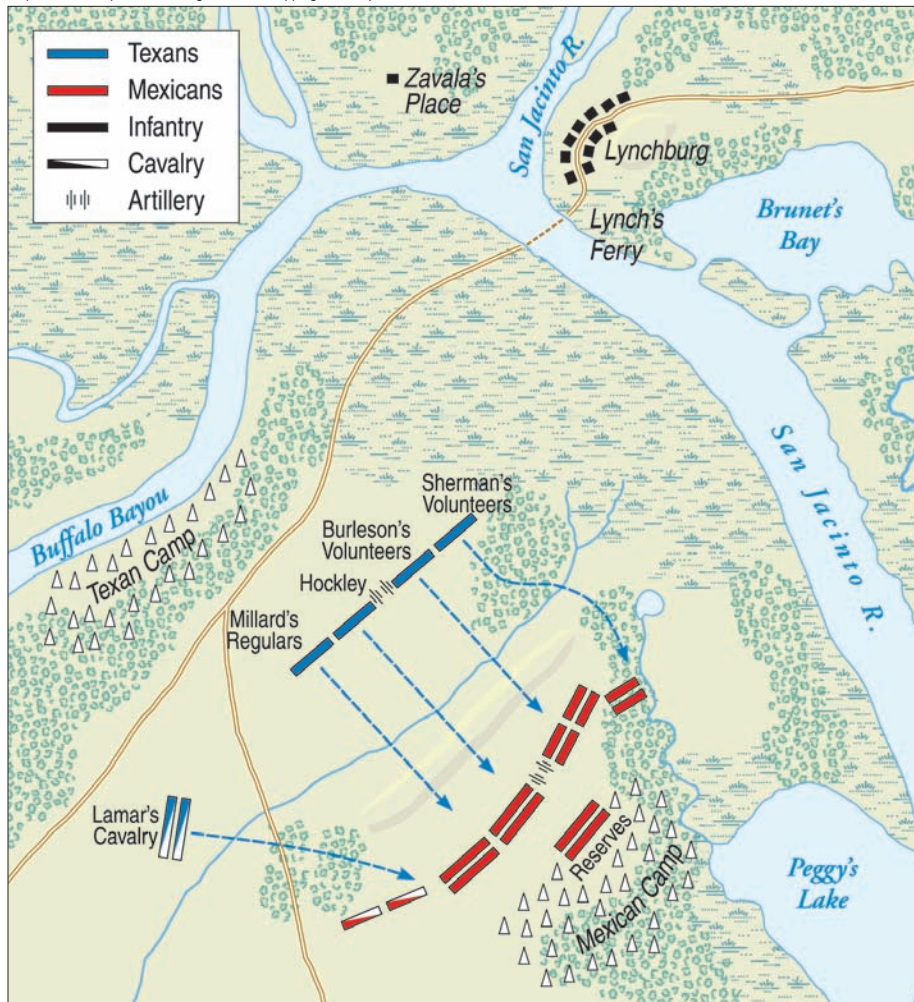 Texans
Mexicans
Infantry
Cavalry
Artillery
Zavala's
Place
San Jacinto R.
Lynchburg
Lynch's
Ferry
Brunet's
Bay
San Jacinto R.
Buffalo Bayou
Texan Camp
Sherman's
Volunteers
Burleson's
Volunteers
Hockley
Millard's
Regulars
Lamar's
Cavalry
Reserves
Mexican Camp
Peggy's
Lake